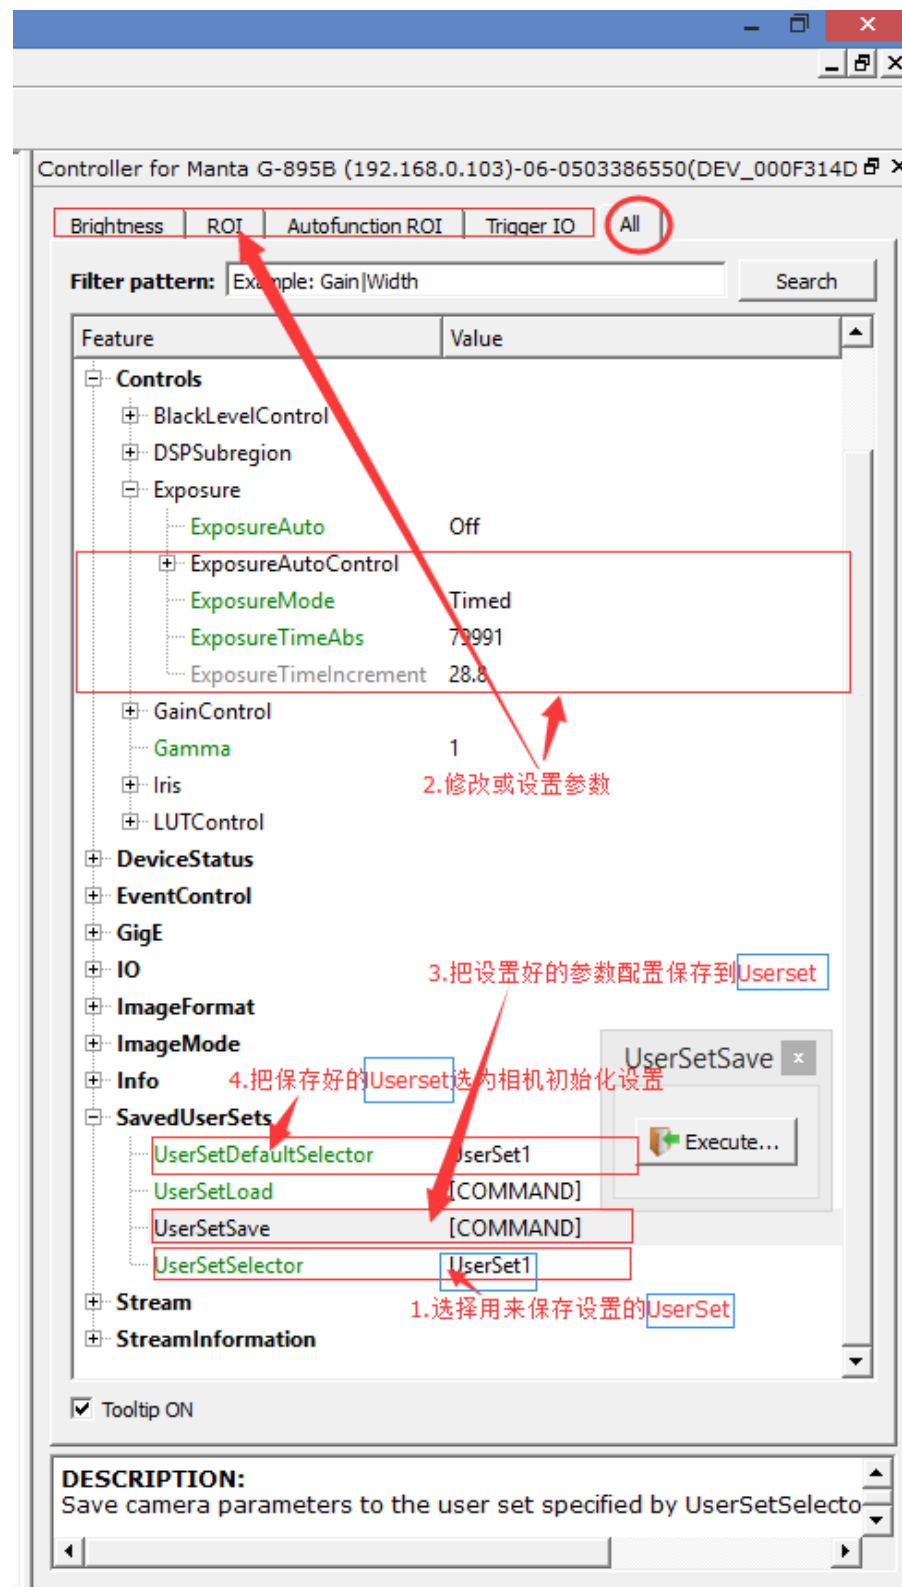 Controller for Manta G-895B (192.168.0.103)-06-0503386550(DEV_000F314D
Brightness ROI Autofunction ROI Trigger IO All
Filter pattern: Example: Gain|Width Search
Feature Value
Controls
BlackLevelControl
DSPSubregion
Exposure
ExposureAuto Off
ExposureAutoControl
ExposureMode Timed
ExposureTimeAbs 79991
ExposureTimeIncrement 28.8
GainControl
Gamma 1
Iris
2.修改或设置参数
LUTControl
DeviceStatus
EventControl
GigE
IO
3.把设置好的参数配置保存到Userset
ImageFormat
ImageMode
UserSetSave
Info
4.把保存好的Userset选为相机初始化设置
SavedUserSets
Execute...
UserSetDefaultSelector UserSet1
UserSetLoad [COMMAND]
UserSetSave [COMMAND]
UserSetSelector UserSet1
Stream
1.选择用来保存设置的UserSet
StreamInformation
Tooltip ON
DESCRIPTION:
Save camera parameters to the user set specified by UserSetSelecto